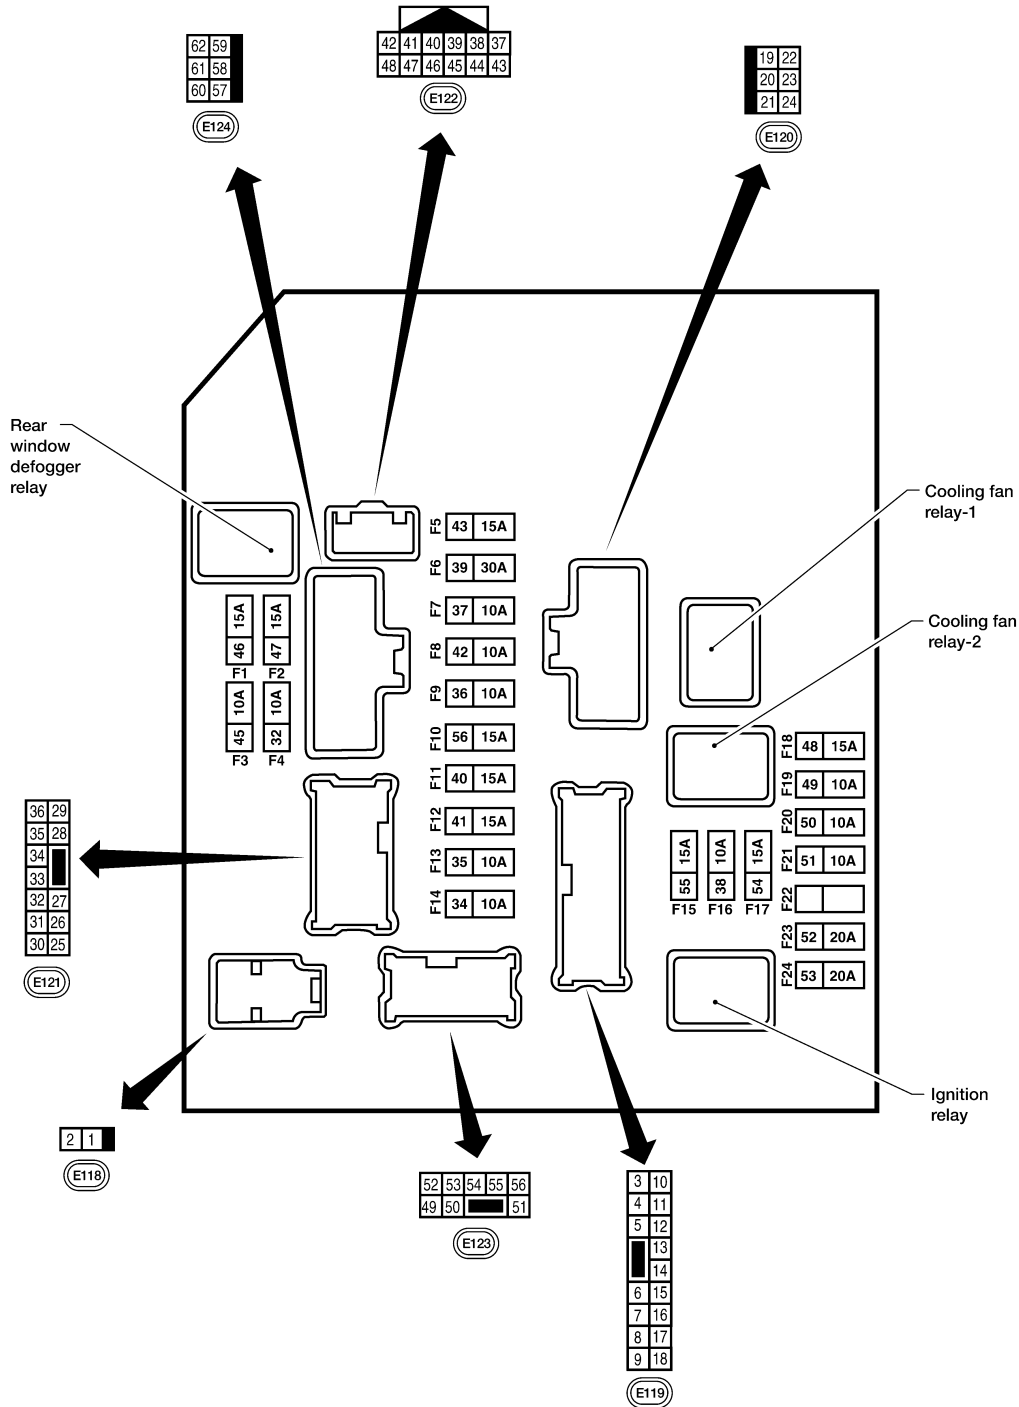 62 59
61 58
60 57
E124
42 41 40 39 38 37
48 47 46 45 44 43
E122
19 22
20 23
21 24
E120
Rear
window
defogger
relay
Cooling fan
relay-1
Cooling fan
relay-2
F5 43 15A
F6 39 30A
F7 37 10A
F8 42 10A
F9 36 10A
F10 56 15A
F11 40 15A
F12 41 15A
F13 35 10A
F14 34 10A
15A 15A
46 47
F1 F2
10A 10A
45 32
F3 F4
F18 48 15A
F19 49 10A
F20 50 10A
F21 51 10A
F22
F23 52 20A
F24 53 20A
15A 10A 15A
55 38 54
F15 F16 F17
36 29
35 28
34
33
32 27
31 26
30 25
E121
Ignition
relay
2 1
E118
52 53 54 55 56
49 50 51
E123
3 10
4 11
5 12
13
14
6 15
7 16
8 17
9 18
E119